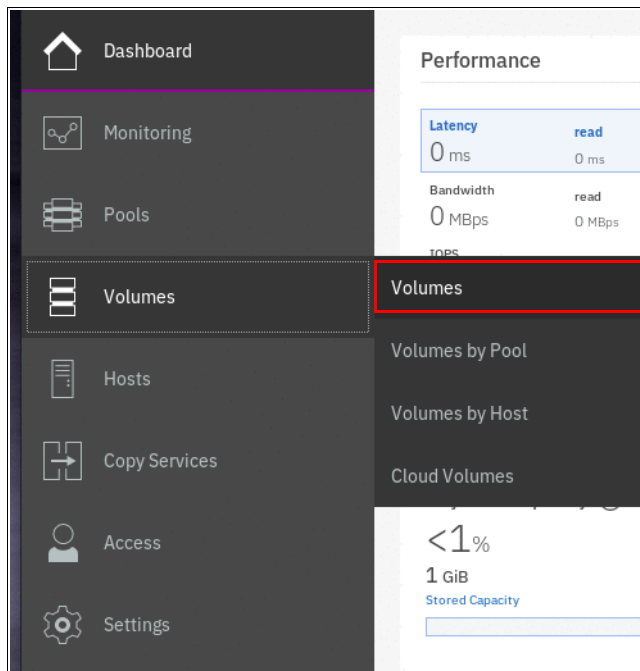 Dashboard
Monitoring
Pools
Volumes
Hosts
Copy Services
Access
Settings
Volumes
Volumes by Pool
Volumes by Host
Cloud Volumes
Performance
Latency
read
0 ms
0 ms
Bandwidth
read
0 MBps
0 MBps
IOPS
<1%
1 GiB
Stored Capacity